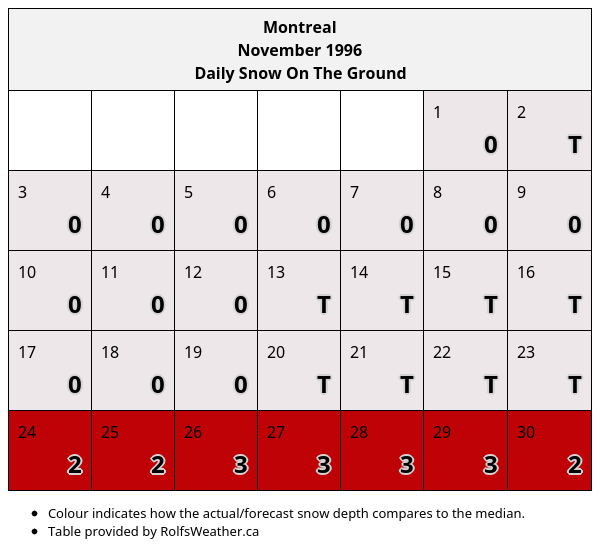 Montreal
November 1996
Daily Snow On The Ground
1 2
0 T
3 4 5 6 7 8 9
0 0 0 0 0 0 0
10 11 12 13 14 15 16
0 0 0 T T T T
17 18 19 20 21 22 23
0 0 0 T T T T
24 25 26 27 28 29 30
2 2 3 3 3 3 2
• Colour indicates how the actual/forecast snow depth compares to the median.
• Table provided by RolfsWeather.ca